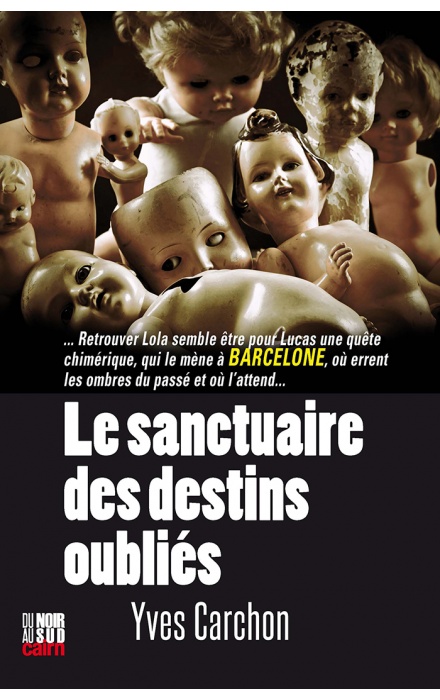 ... Retrouver Lola semble être pour Lucas une quête
chimérique, qui le mène à BARCELONE, où errent
les ombres du passé et où l'attend...
Le sanctuaire
des destins
oubliés
Yves Carchon
DU NOIR
AU SUD
cairn